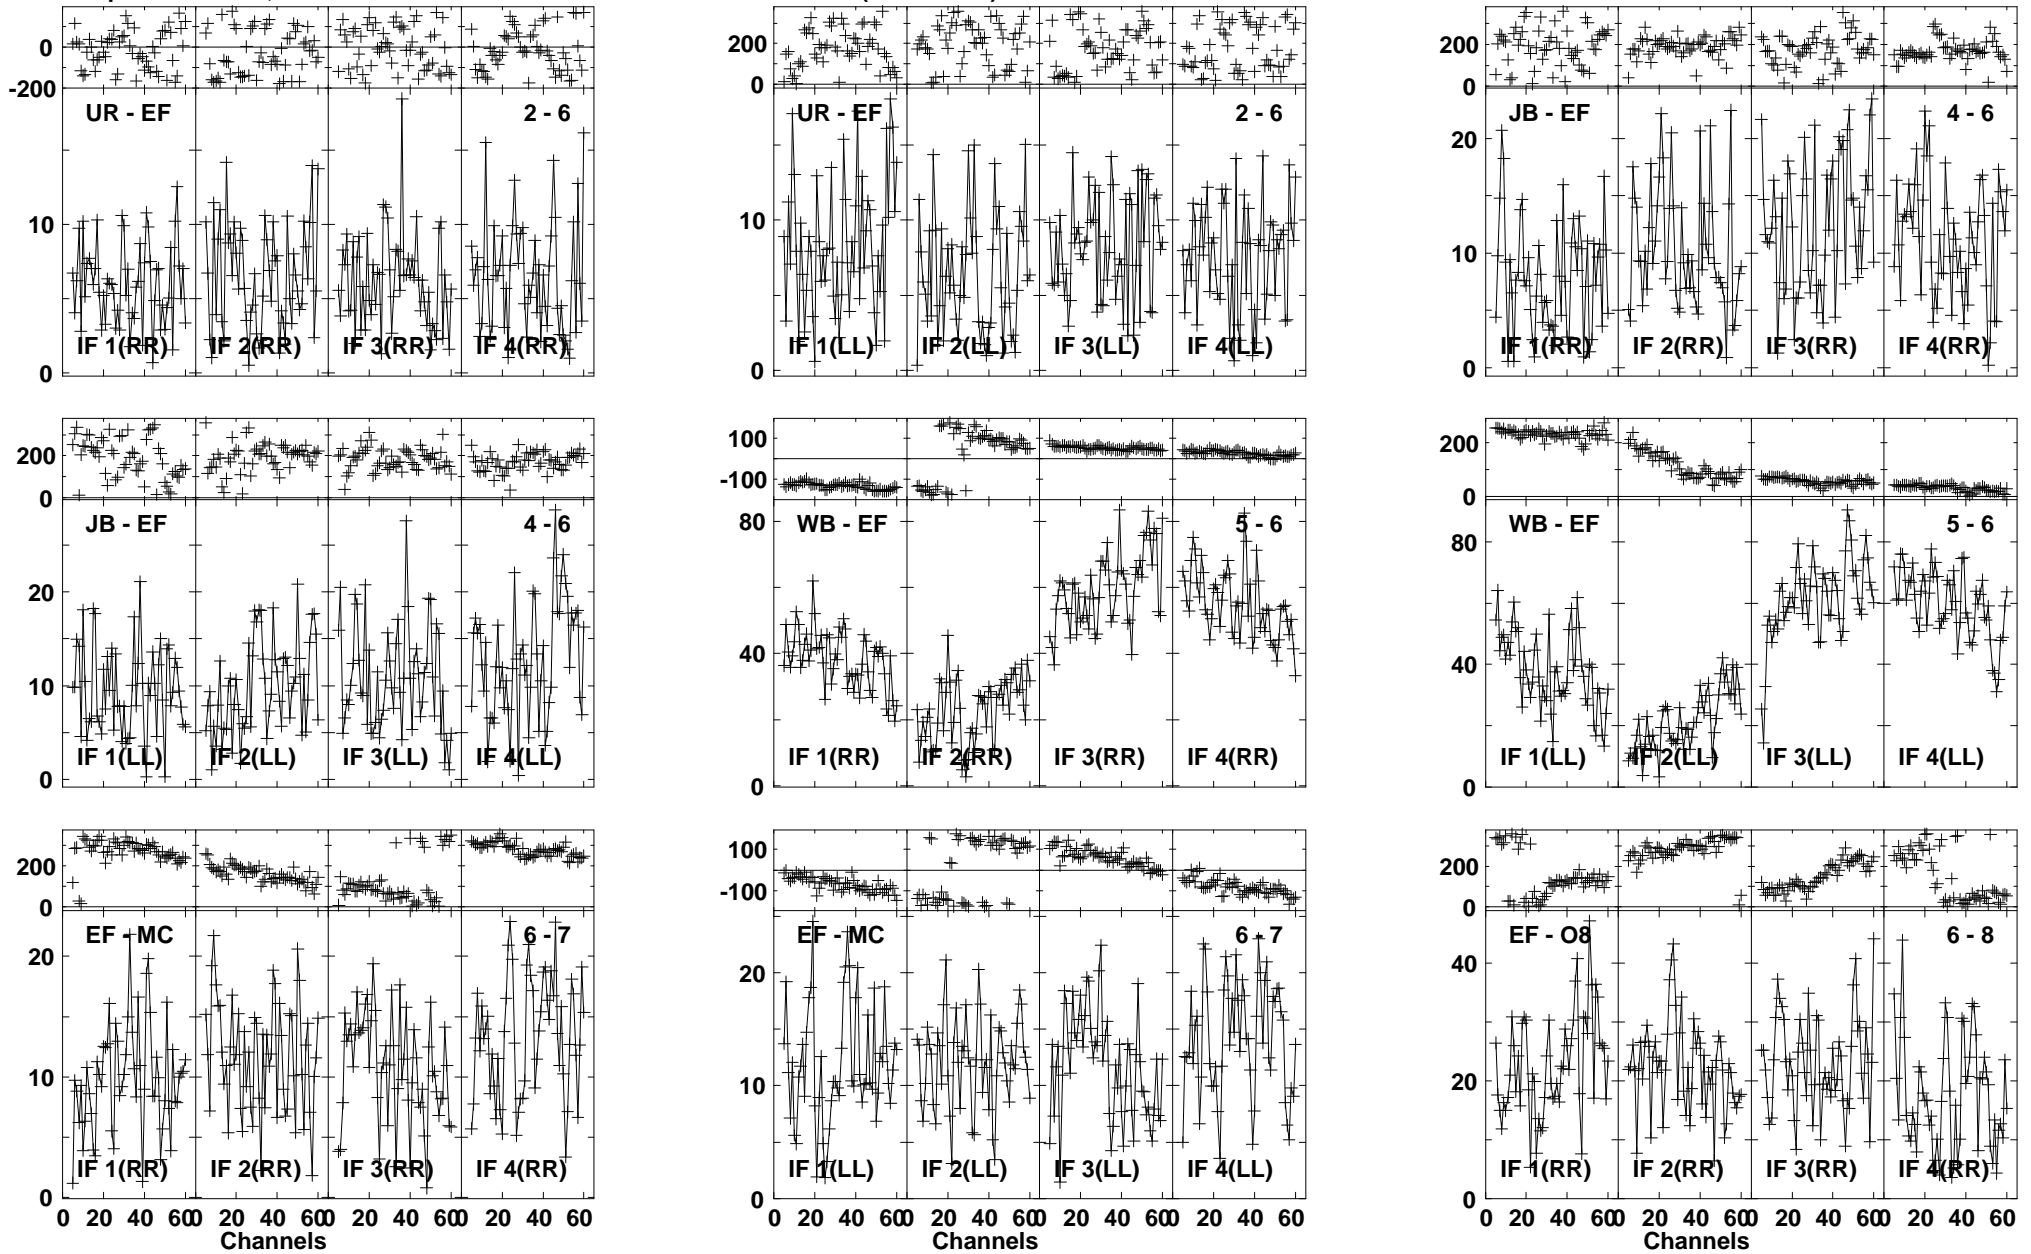 0
-200
UR - EF 2 - 6
10
0
IF 1(RR) IF 2(RR) IF 3(RR) IF 4(RR)
200
0
UR - EF 2 - 6
10
0
IF 1(LL) IF 2(LL) IF 3(LL) IF 4(LL)
200
0
JB - EF 4 - 6
20
10
0
IF 1(RR) IF 2(RR) IF 3(RR) IF 4(RR)
200
0
JB - EF 4 - 6
20
10
0
IF 1(LL) IF 2(LL) IF 3(LL) IF 4(LL)
100
-100
WB - EF 5 - 6
80
40
0
IF 1(RR) IF 2(RR) IF 3(RR) IF 4(RR)
200
0
WB - EF 5 - 6
80
40
0
IF 1(LL) IF 2(LL) IF 3(LL) IF 4(LL)
200
0
EF - MC 6 - 7
20
10
0
IF 1(RR) IF 2(RR) IF 3(RR) IF 4(RR)
0 20 40 60 0 20 40 60 0 20 40 60 0 20 40 60
Channels
100
-100
EF - MC 6 - 7
20
10
0
IF 1(LL) IF 2(LL) IF 3(LL) IF 4(LL)
0 20 40 60 0 20 40 60 0 20 40 60 0 20 40 60
Channels
200
0
EF - O8 6 - 8
40
20
0
IF 1(RR) IF 2(RR) IF 3(RR) IF 4(RR)
0 20 40 60 0 20 40 60 0 20 40 60 0 20 40 60
Channels